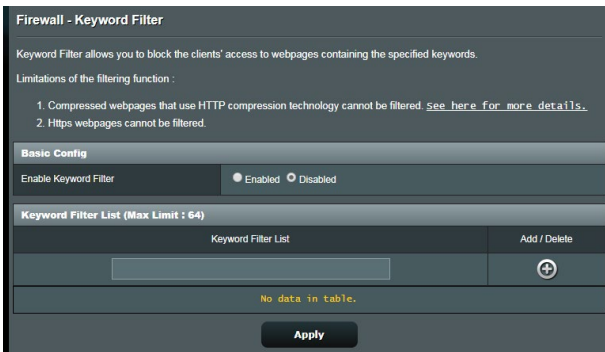 Firewall - Keyword Filter
Keyword Filter allows you to block the clients' access to webpages containing the specified keywords.
Limitations of the filtering function :
1. Compressed webpages that use HTTP compression technology cannot be filtered. See here for more details.
2. Https webpages cannot be filtered.
Basic Config
Enable Keyword Filter Enabled Disabled
Keyword Filter List (Max Limit : 64)
Keyword Filter List Add / Delete
No data in table.
Apply